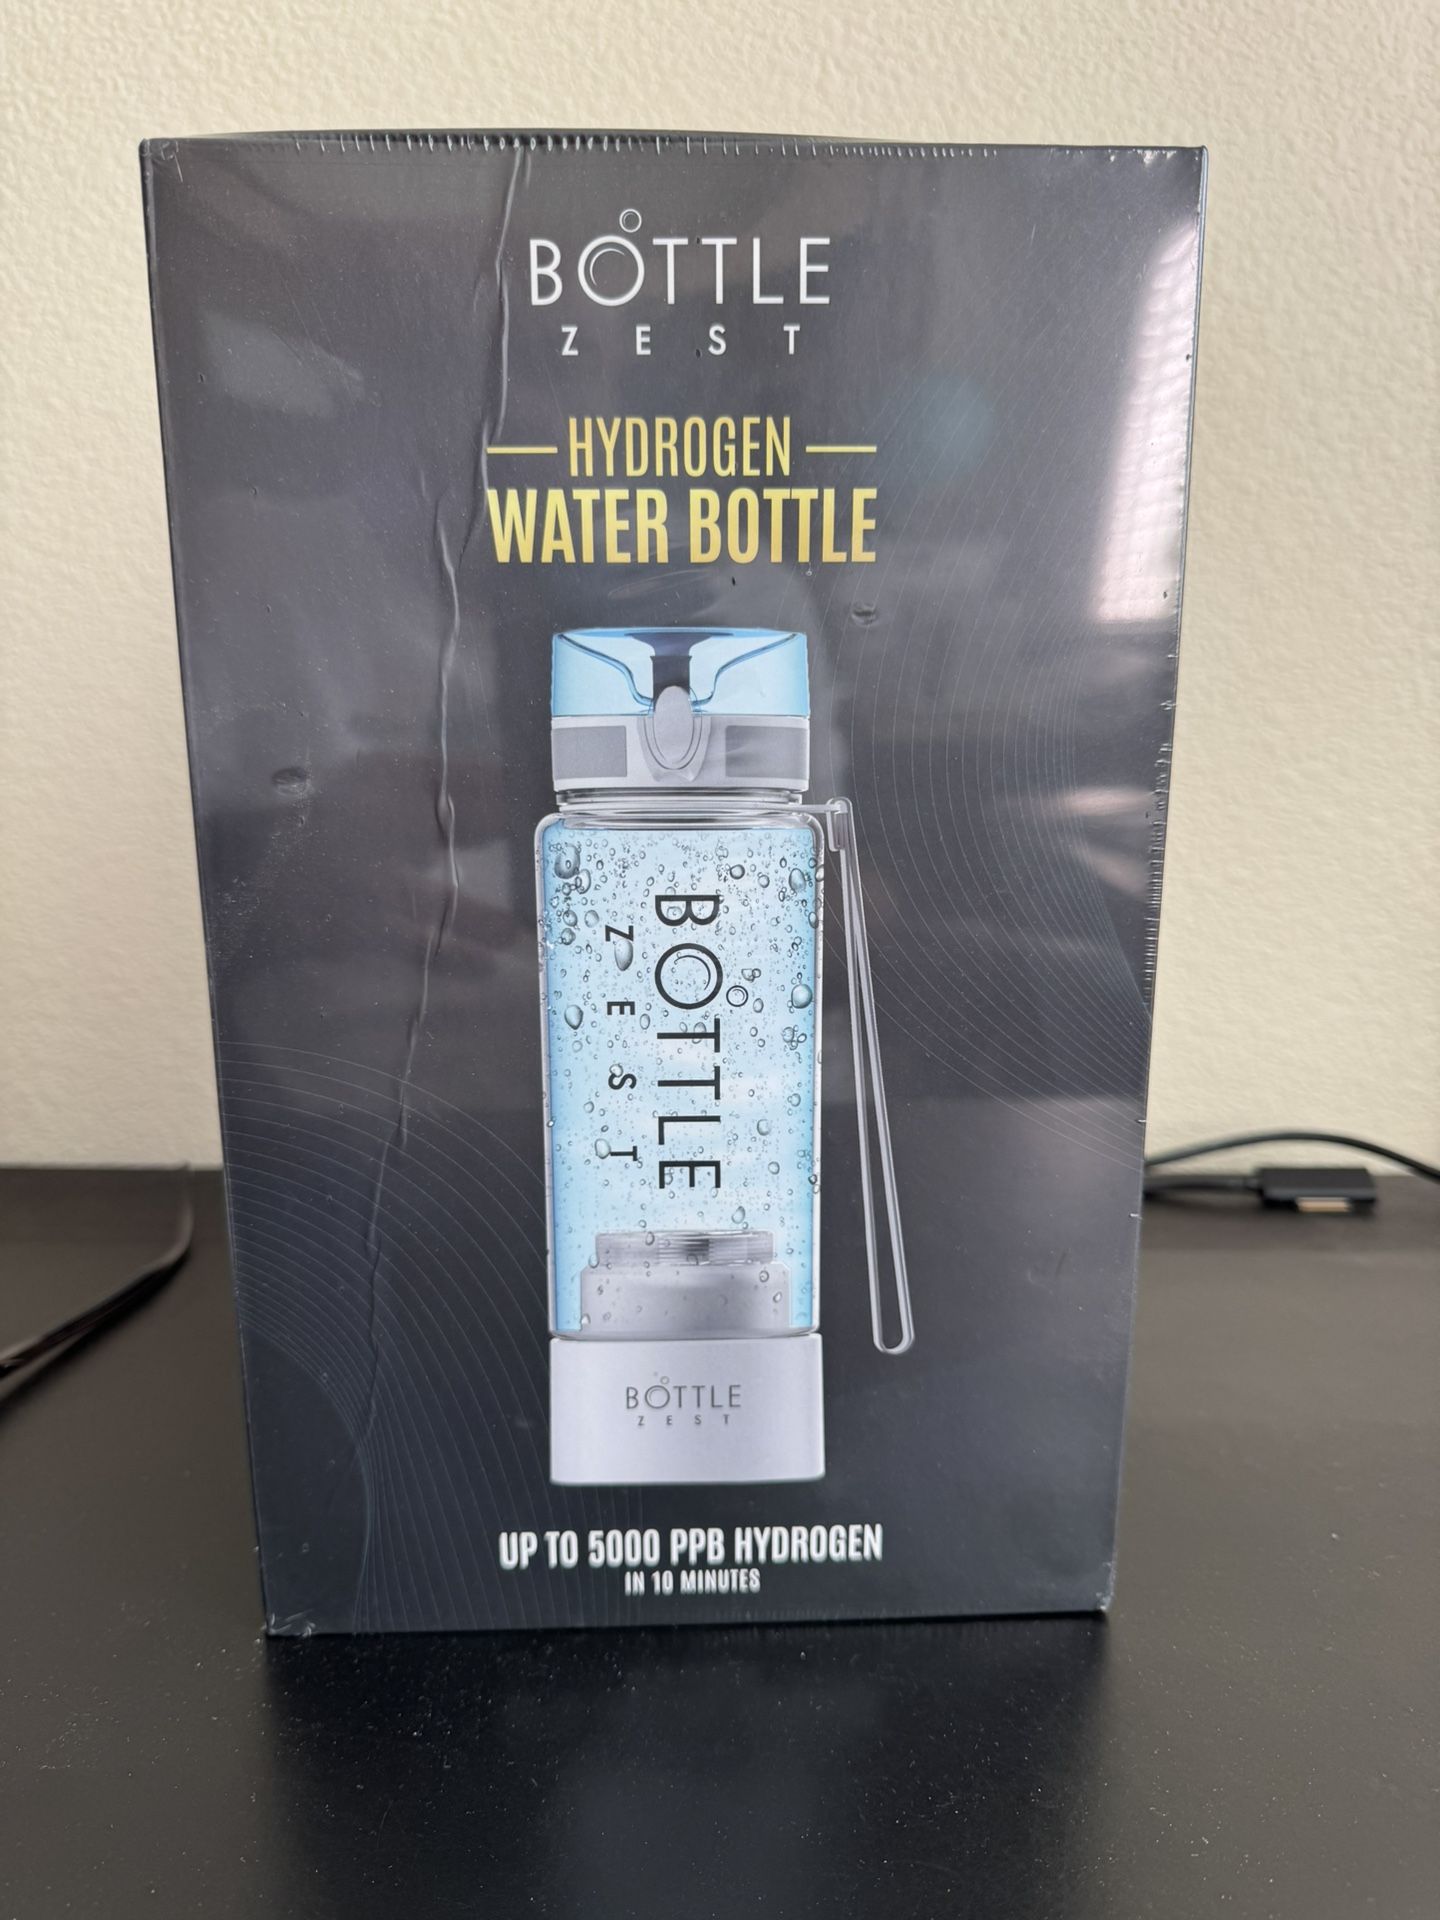 BOTTLE
ZEST
HYDROGEN
WATER BOTTLE
BOTTLE
ZEST
BOTTLE
ZEST
UP TO 5000 PPB HYDROGEN
IN 10 MINUTES